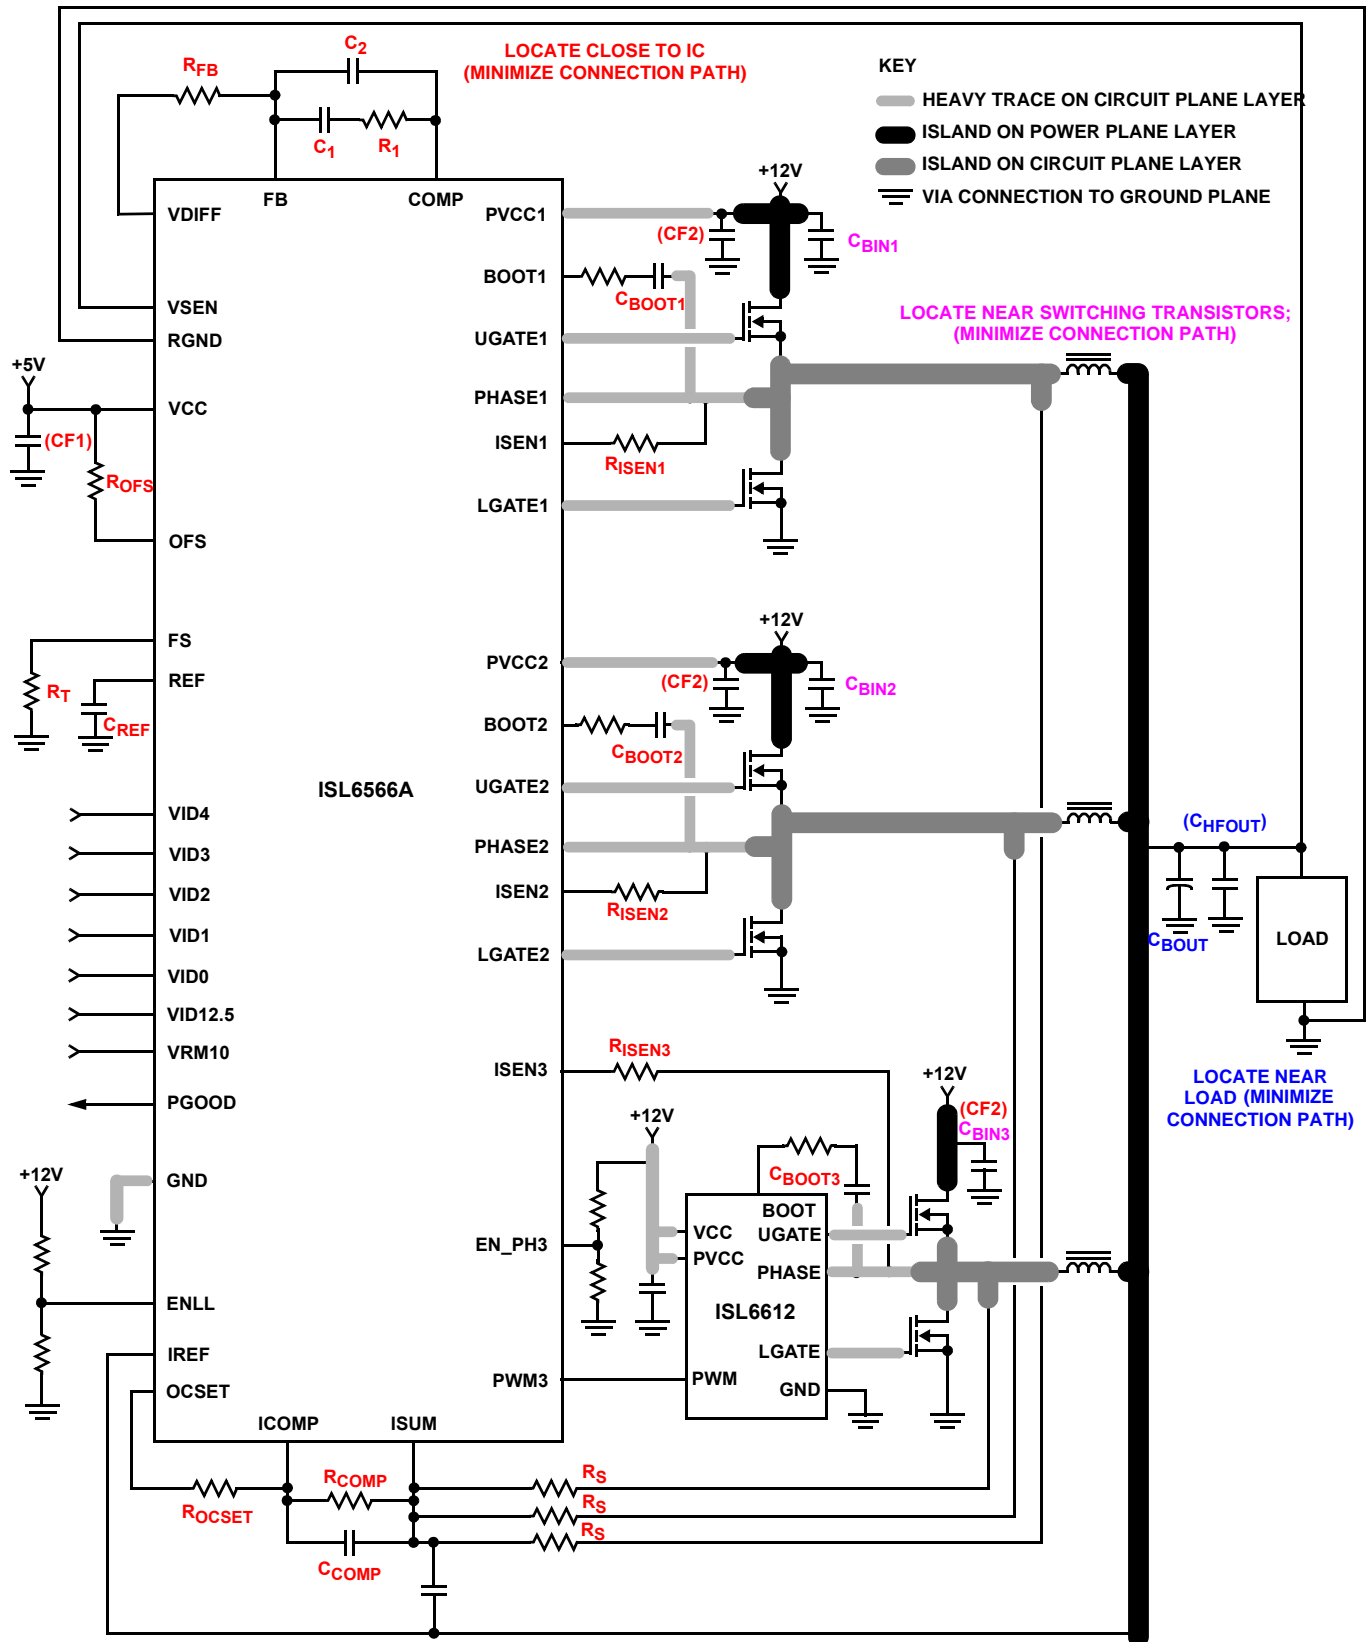 C2
LOCATE CLOSE TO IC
(MINIMIZE CONNECTION PATH)
RFB
C1
R1
KEY
HEAVY TRACE ON CIRCUIT PLANE LAYER
ISLAND ON POWER PLANE LAYER
ISLAND ON CIRCUIT PLANE LAYER
VIA CONNECTION TO GROUND PLANE
+12V
FB
COMP
VDIFF
PVCC1
(CF2)
CBIN1
BOOT1
CBOOT1
VSEN
RGND
UGATE1
LOCATE NEAR SWITCHING TRANSISTORS;
(MINIMIZE CONNECTION PATH)
+5V
VCC
PHASE1
(CF1)
ISEN1
RISEN1
ROFS
LGATE1
OFS
+12V
FS
REF
RT
CREF
PVCC2
(CF2)
CBIN2
BOOT2
CBOOT2
ISL6566A
UGATE2
VID4
VID3
PHASE2
(CHFOUT)
VID2
ISEN2
RISEN2
VID1
LGATE2
CBOUT
LOAD
VID0
VID12.5
VRM10
RISEN3
ISEN3
+12V
LOCATE NEAR
LOAD (MINIMIZE
CONNECTION PATH)
PGOOD
+12V
(CF2)
CBIN3
CBOOT3
+12V
GND
BOOT
VCC
UGATE
EN_PH3
PVCC
PHASE
ISL6612
ENLL
IREF
LGATE
OCSET
PWM3
PWM
GND
ICOMP
ISUM
RCOMP
RS
ROCSET
RS
RS
CCOMP